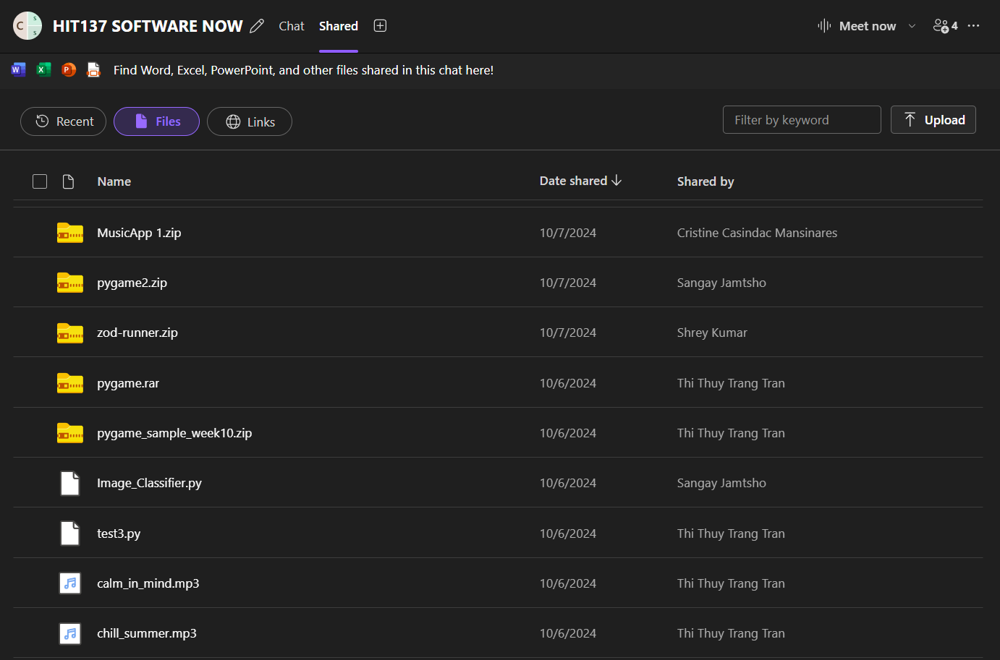 C S S HIT137 SOFTWARE NOW Chat Shared Meet now 4
Find Word, Excel, PowerPoint, and other files shared in this chat here!
Recent Files Links Filter by keyword Upload
Name Date shared Shared by
MusicApp 1.zip 10/7/2024 Cristine Casindac Mansinares
pygame2.zip 10/7/2024 Sangay Jamtsho
zod-runner.zip 10/7/2024 Shrey Kumar
pygame.rar 10/6/2024 Thi Thuy Trang Tran
pygame_sample_week10.zip 10/6/2024 Thi Thuy Trang Tran
Image_Classifier.py 10/6/2024 Sangay Jamtsho
test3.py 10/6/2024 Thi Thuy Trang Tran
calm_in_mind.mp3 10/6/2024 Thi Thuy Trang Tran
chill_summer.mp3 10/6/2024 Thi Thuy Trang Tran